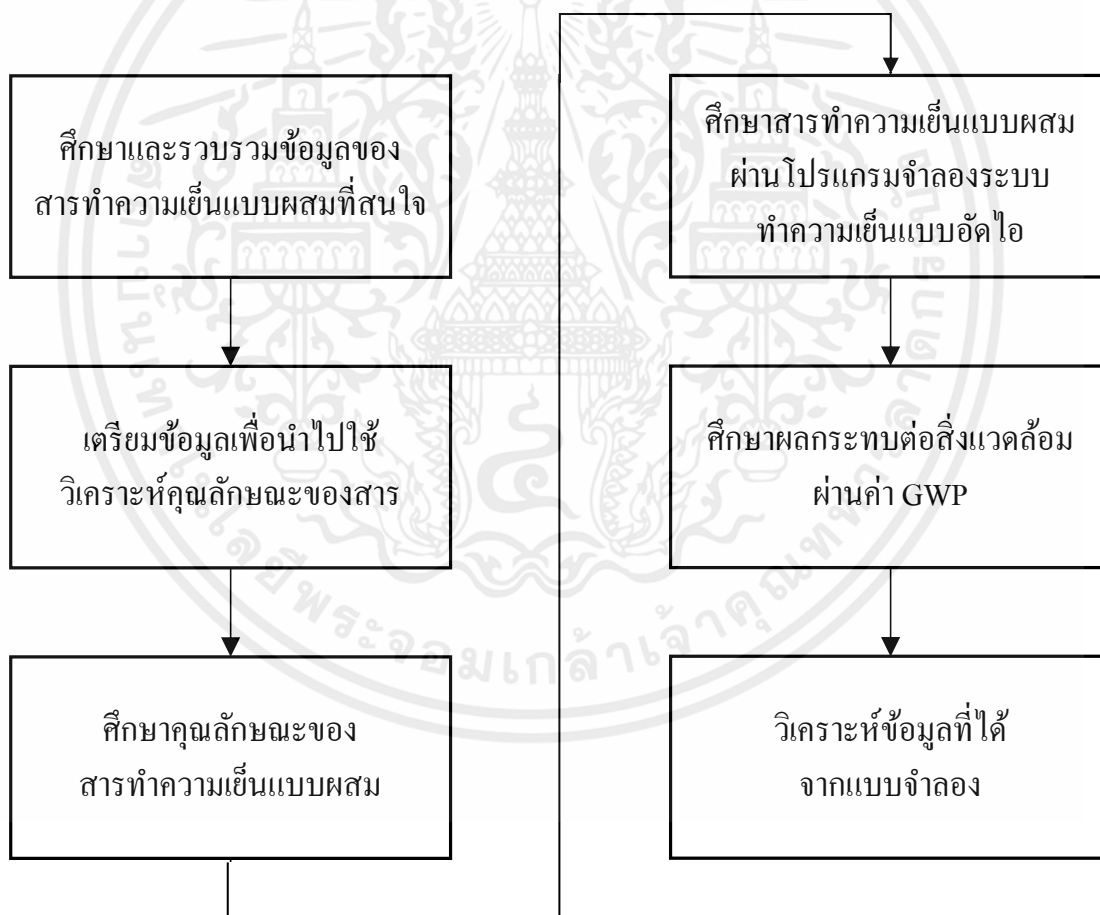 ศึกษาและรวบรวมข้อมูลของ
สารทำความเย็นแบบผสมที่สนใจ
เตรียมข้อมูลเพื่อนำไปใช้
วิเคราะห์คุณลักษณะของสาร
ศึกษาคุณลักษณะของ
สารทำความเย็นแบบผสม
ศึกษาสารทำความเย็นแบบผสม
ผ่านโปรแกรมจำลองระบบ
ทำความเย็นแบบอัดไอ
ศึกษาผลกระทบต่อสิ่งแวดล้อม
ผ่านค่า GWP
วิเคราะห์ข้อมูลที่ได้
จากแบบจำลอง